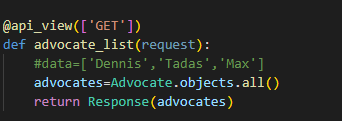 @api_view(['GET'])
def advocate_list(request):
    #data=['Dennis','Tadas','Max']
    advocates=Advocate.objects.all()
    return Response(advocates)